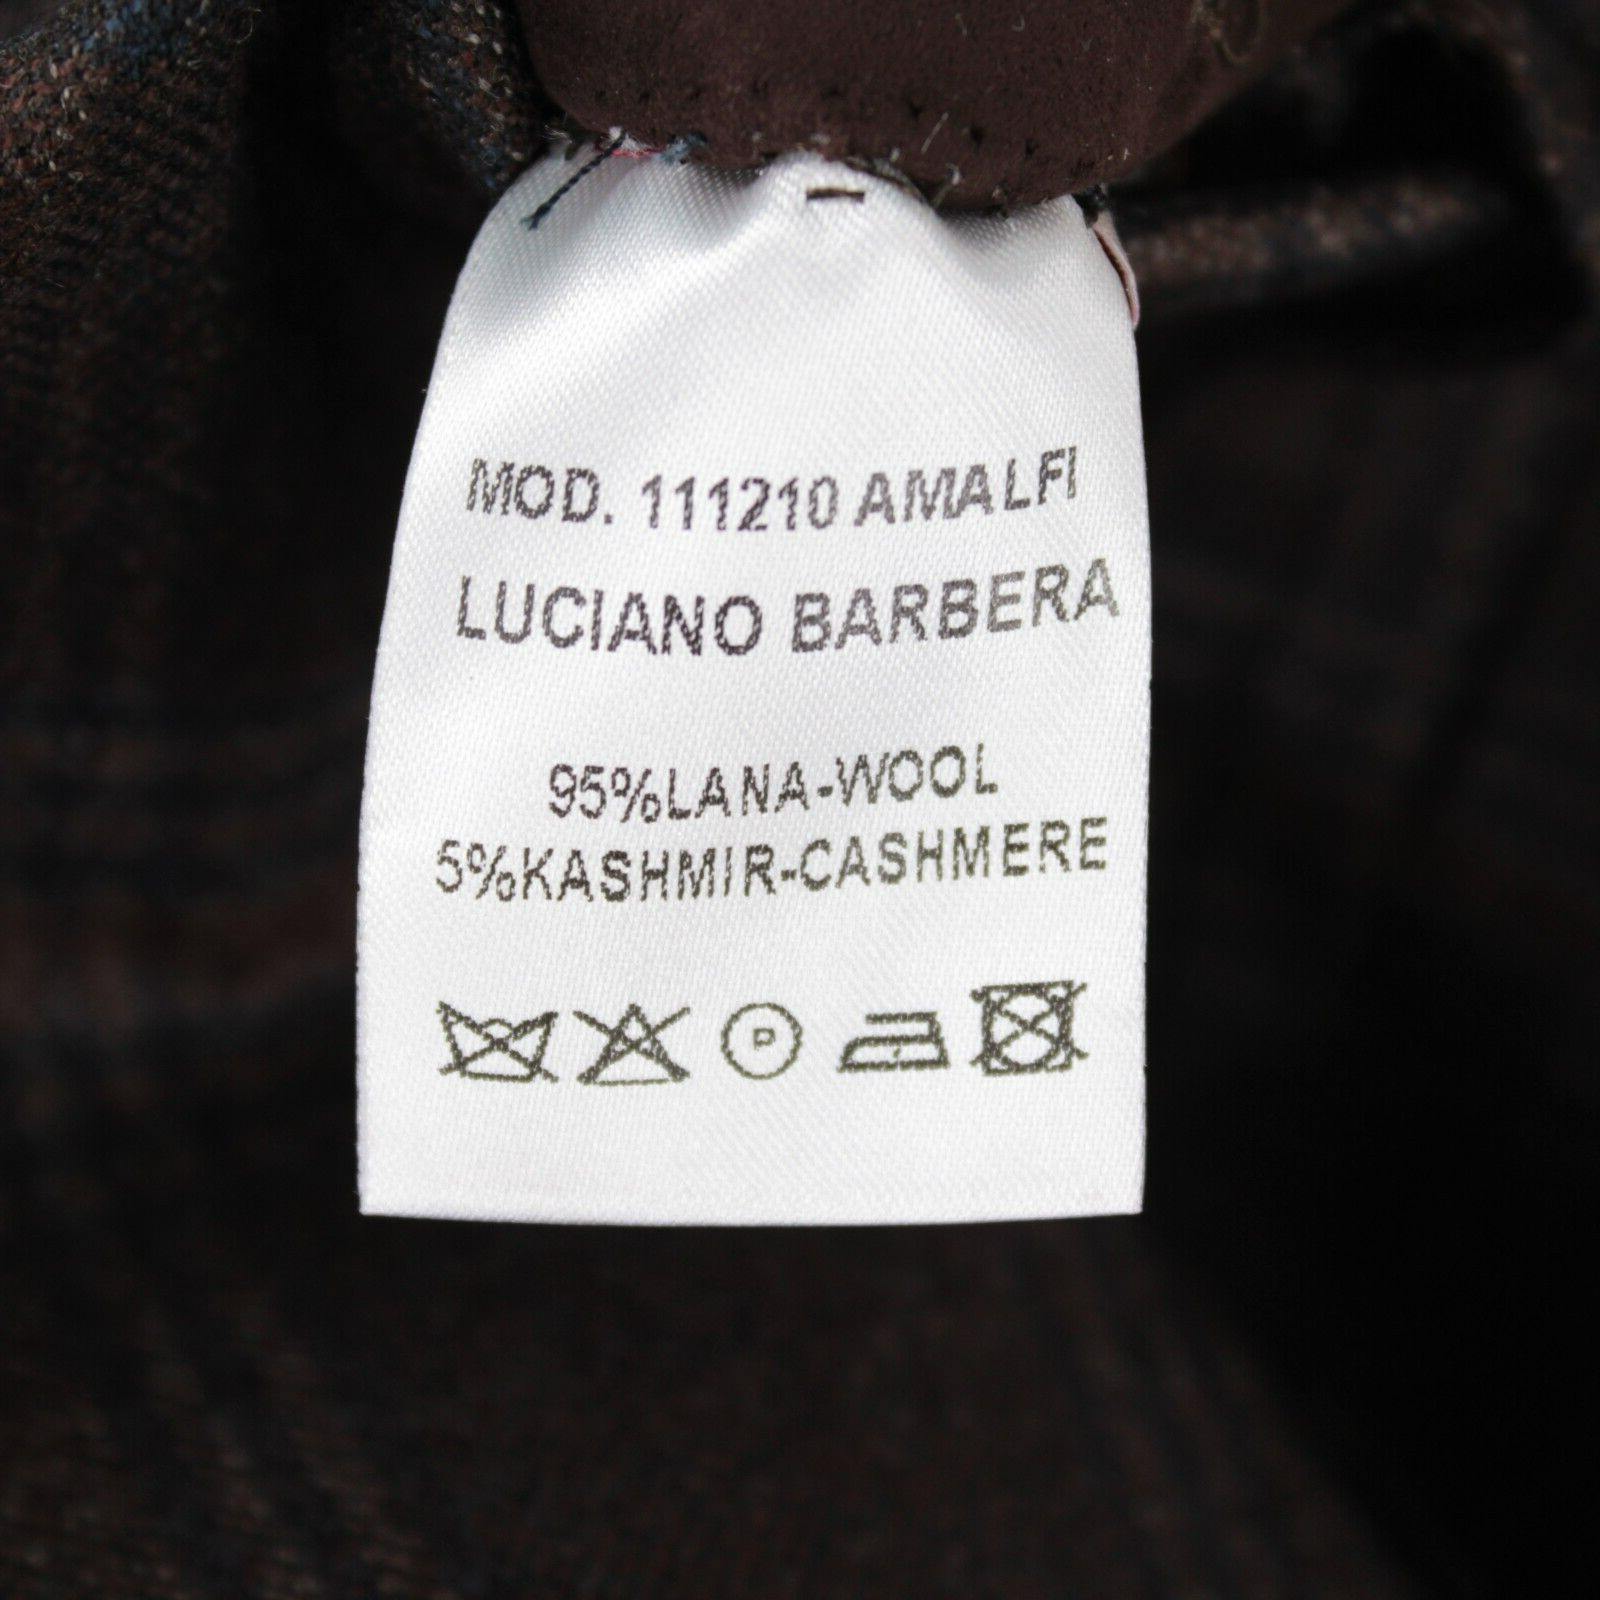 MOD. 111210 AMALFI
LUCIANO BARBERA
95%LANA-WOOL
5%KASHMIR-CASHMERE
P